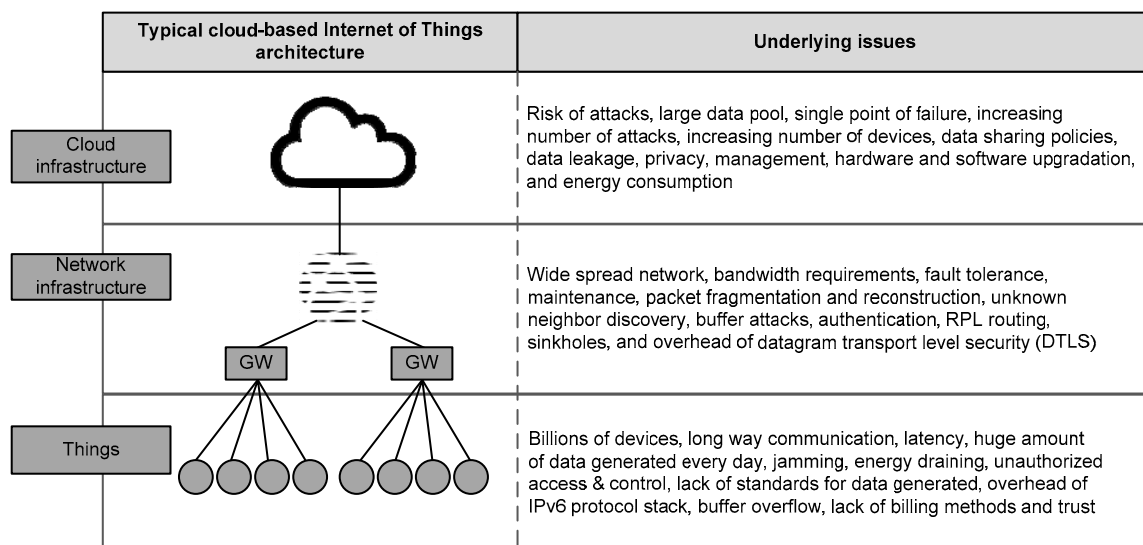 Typical cloud-based Internet of Things
architecture
Underlying issues
Cloud
infrastructure
Risk of attacks, large data pool, single point of failure, increasing
number of attacks, increasing number of devices, data sharing policies,
data leakage, privacy, management, hardware and software upgradation,
and energy consumption
Network
infrastructure
Wide spread network, bandwidth requirements, fault tolerance,
maintenance, packet fragmentation and reconstruction, unknown
neighbor discovery, buffer attacks, authentication, RPL routing,
sinkholes, and overhead of datagram transport level security (DTLS)
GW
GW
Things
Billions of devices, long way communication, latency, huge amount
of data generated every day, jamming, energy draining, unauthorized
access & control, lack of standards for data generated, overhead of
IPv6 protocol stack, buffer overflow, lack of billing methods and trust